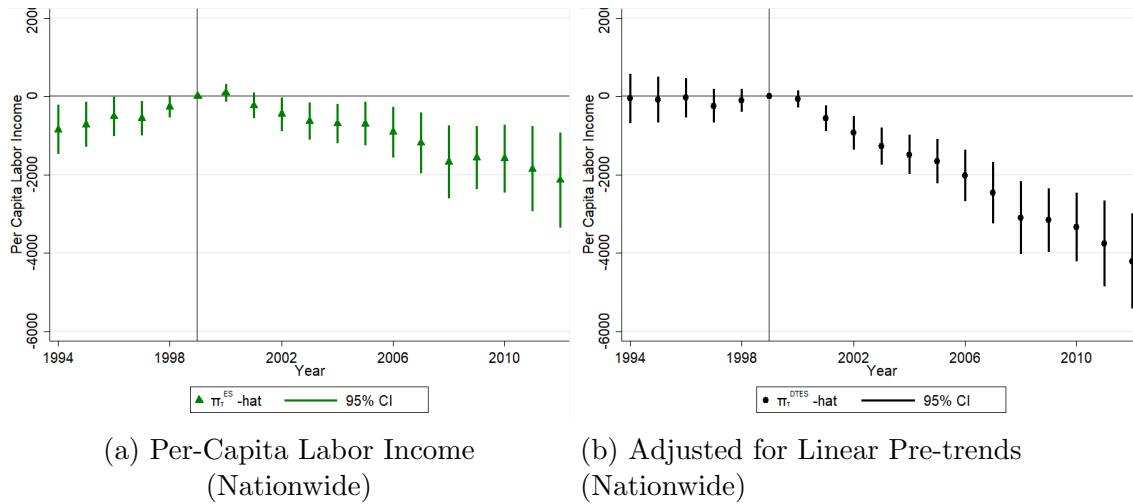 2000
0
-2000
-4000
-6000
Per Capita Labor Income
1994
1998
2002
2006
2010
Year
π_τ^ES -hat
95% CI
(a) Per-Capita Labor Income
(Nationwide)
2000
0
-2000
-4000
-6000
Per Capita Labor Income
1994
1998
2002
2006
2010
Year
π_τ^DTES -hat
95% CI
(b) Adjusted for Linear Pre-trends
(Nationwide)